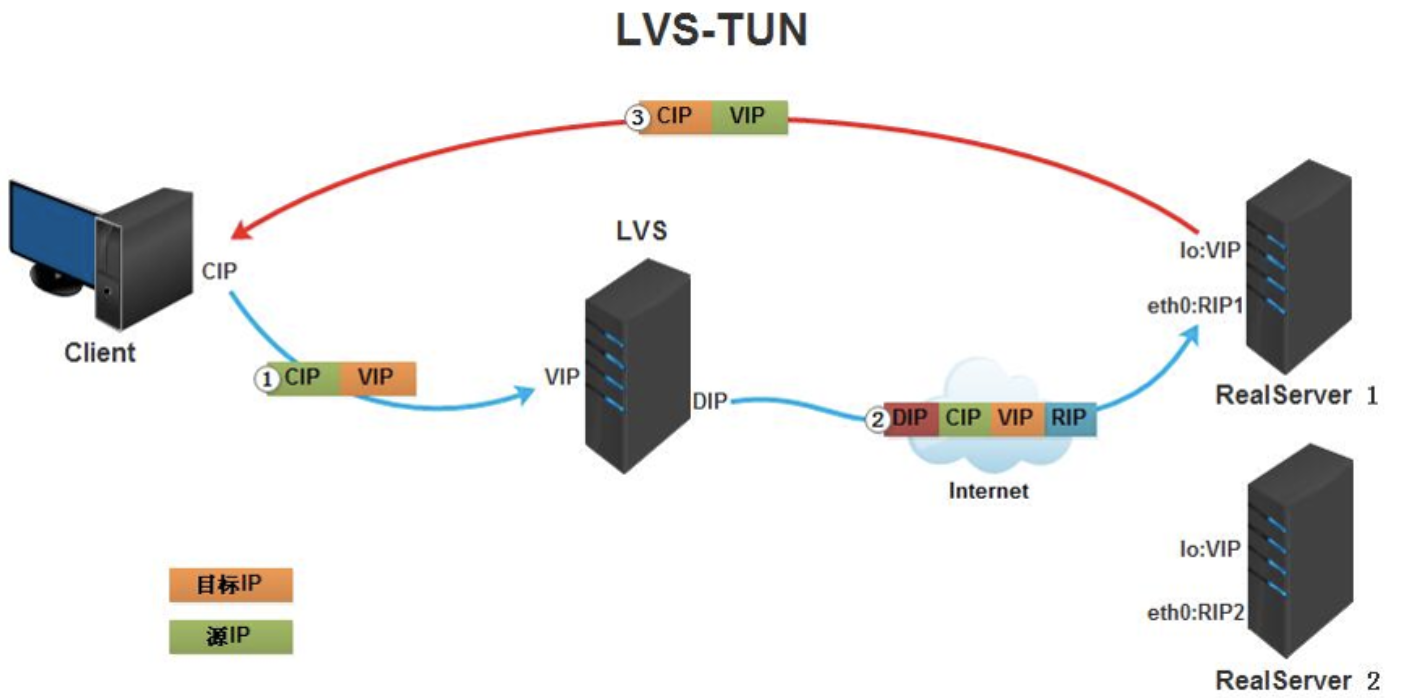 LVS-TUN
③ CIP VIP
LVS
lo:VIP
CIP
eth0:RIP1
Client
① CIP VIP
VIP
DIP
② DIP CIP VIP RIP
RealServer 1
Internet
lo:VIP
目标IP
eth0:RIP2
源IP
RealServer 2